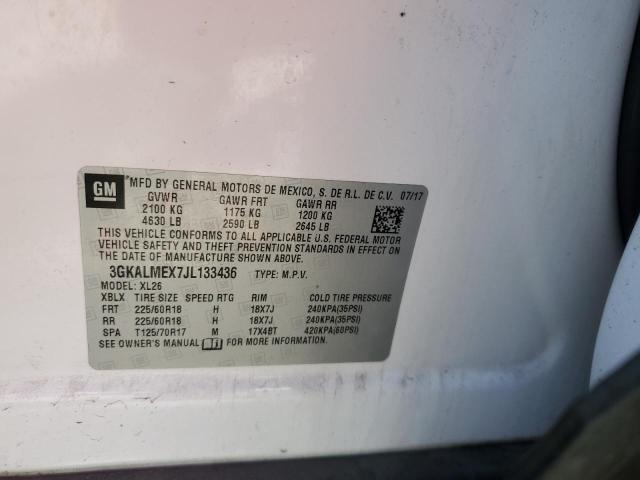 GM MFD BY GENERAL MOTORS DE MEXICO, S. DE R.L. DE C.V. 07/17
GVWR GAWR FRT GAWR RR
2100 KG 1175 KG 1200 KG
4630 LB 2590 LB 2645 LB
THIS VEHICLE CONFORMS TO ALL APPLICABLE U.S. FEDERAL MOTOR
VEHICLE SAFETY AND THEFT PREVENTION STANDARDS IN EFFECT ON
THE DATE OF MANUFACTURE SHOWN ABOVE.
3GKALMEX7JL133436 TYPE: M.P.V.
MODEL: XL26
XBLX TIRE SIZE SPEED RTG RIM COLD TIRE PRESSURE
FRT 225/60R18 H 18X7J 240KPA(35PSI)
RR 225/60R18 H 18X7J 240KPA(35PSI)
SPA T125/70R17 M 17X4BT 420KPA(60PSI)
SEE OWNER'S MANUAL FOR MORE INFORMATION